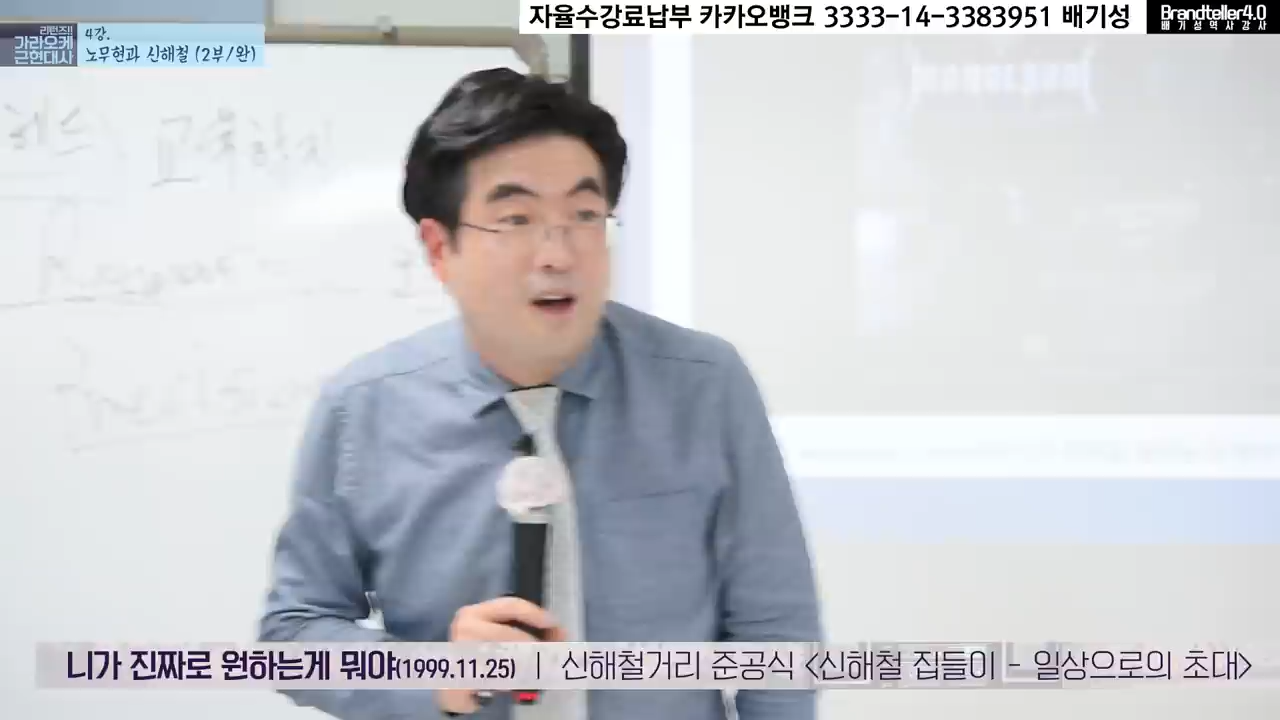 자율수강료납부 카카오뱅크 3333-14-3383951 배기성
Brandteller4.0
배기성역사강사
리턴즈!!
가라오케
근현대사
4강.
노무현과 신해철 (2부/완)
니가 진짜로 원하는게 뭐야(1999.11.25) | 신해철거리 준공식 <신해철 집들이 - 일상으로의 초대>